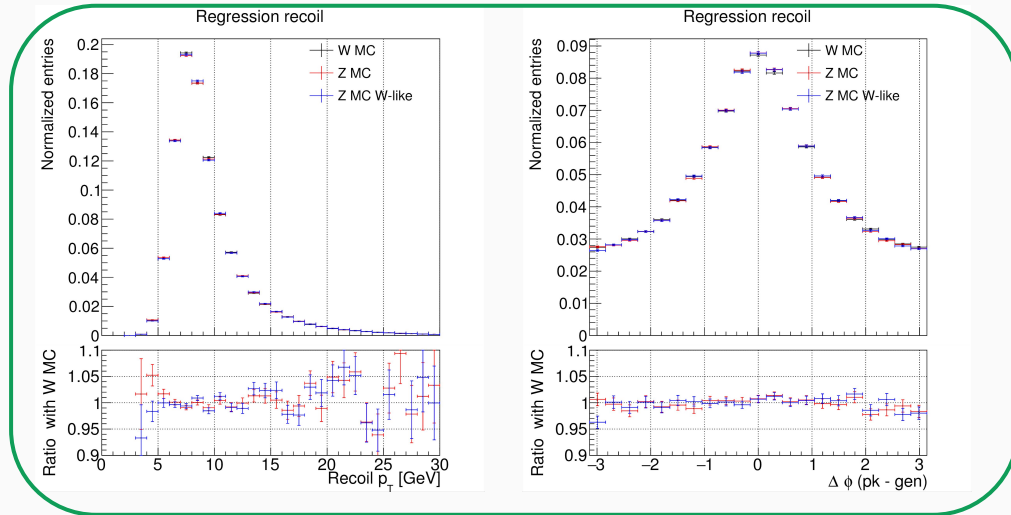 Regression recoil
Normalized entries
0.2
0.18
0.16
0.14
0.12
0.1
0.08
0.06
0.04
0.02
0
W MC
Z MC
Z MC W-like
Ratio with W MC
1.1
1.05
1
0.95
0.9
0 5 10 15 20 25 30
Recoil p_T [GeV]
Regression recoil
Normalized entries
0.09
0.08
0.07
0.06
0.05
0.04
0.03
0.02
0.01
0
W MC
Z MC
Z MC W-like
Ratio with W MC
1.1
1.05
1
0.95
0.9
−3 −2 −1 0 1 2 3
Δ ϕ (pk - gen)